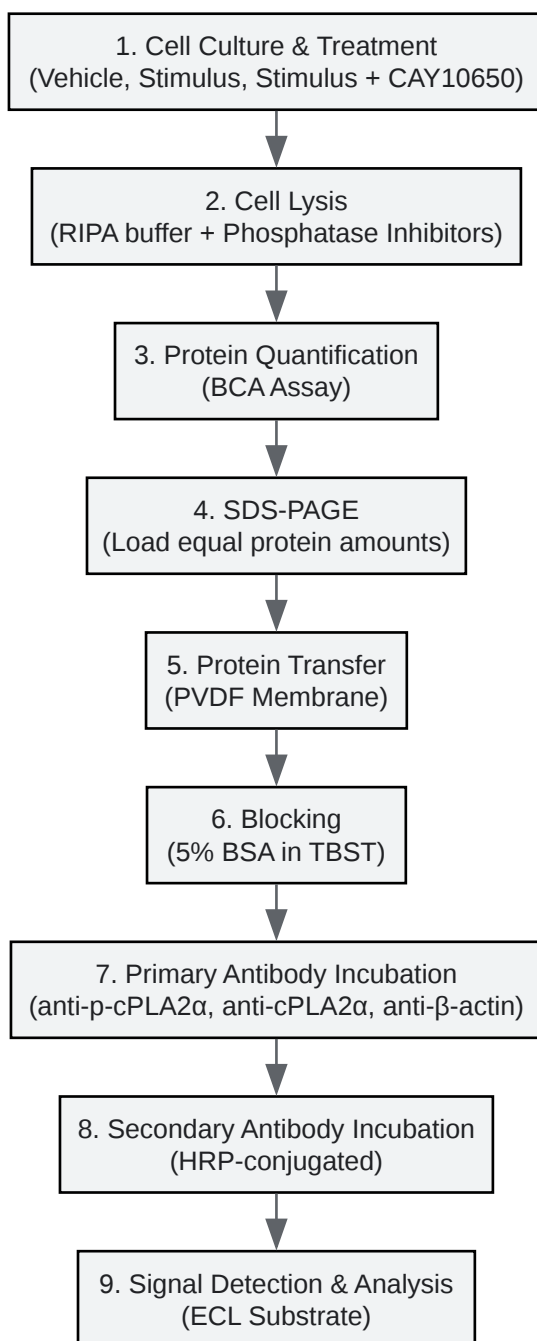 1. Cell Culture & Treatment
(Vehicle, Stimulus, Stimulus + CAY10650)
2. Cell Lysis
(RIPA buffer + Phosphatase Inhibitors)
3. Protein Quantification
(BCA Assay)
4. SDS-PAGE
(Load equal protein amounts)
5. Protein Transfer
(PVDF Membrane)
6. Blocking
(5% BSA in TBST)
7. Primary Antibody Incubation
(anti-p-cPLA2α, anti-cPLA2α, anti-β-actin)
8. Secondary Antibody Incubation
(HRP-conjugated)
9. Signal Detection & Analysis
(ECL Substrate)